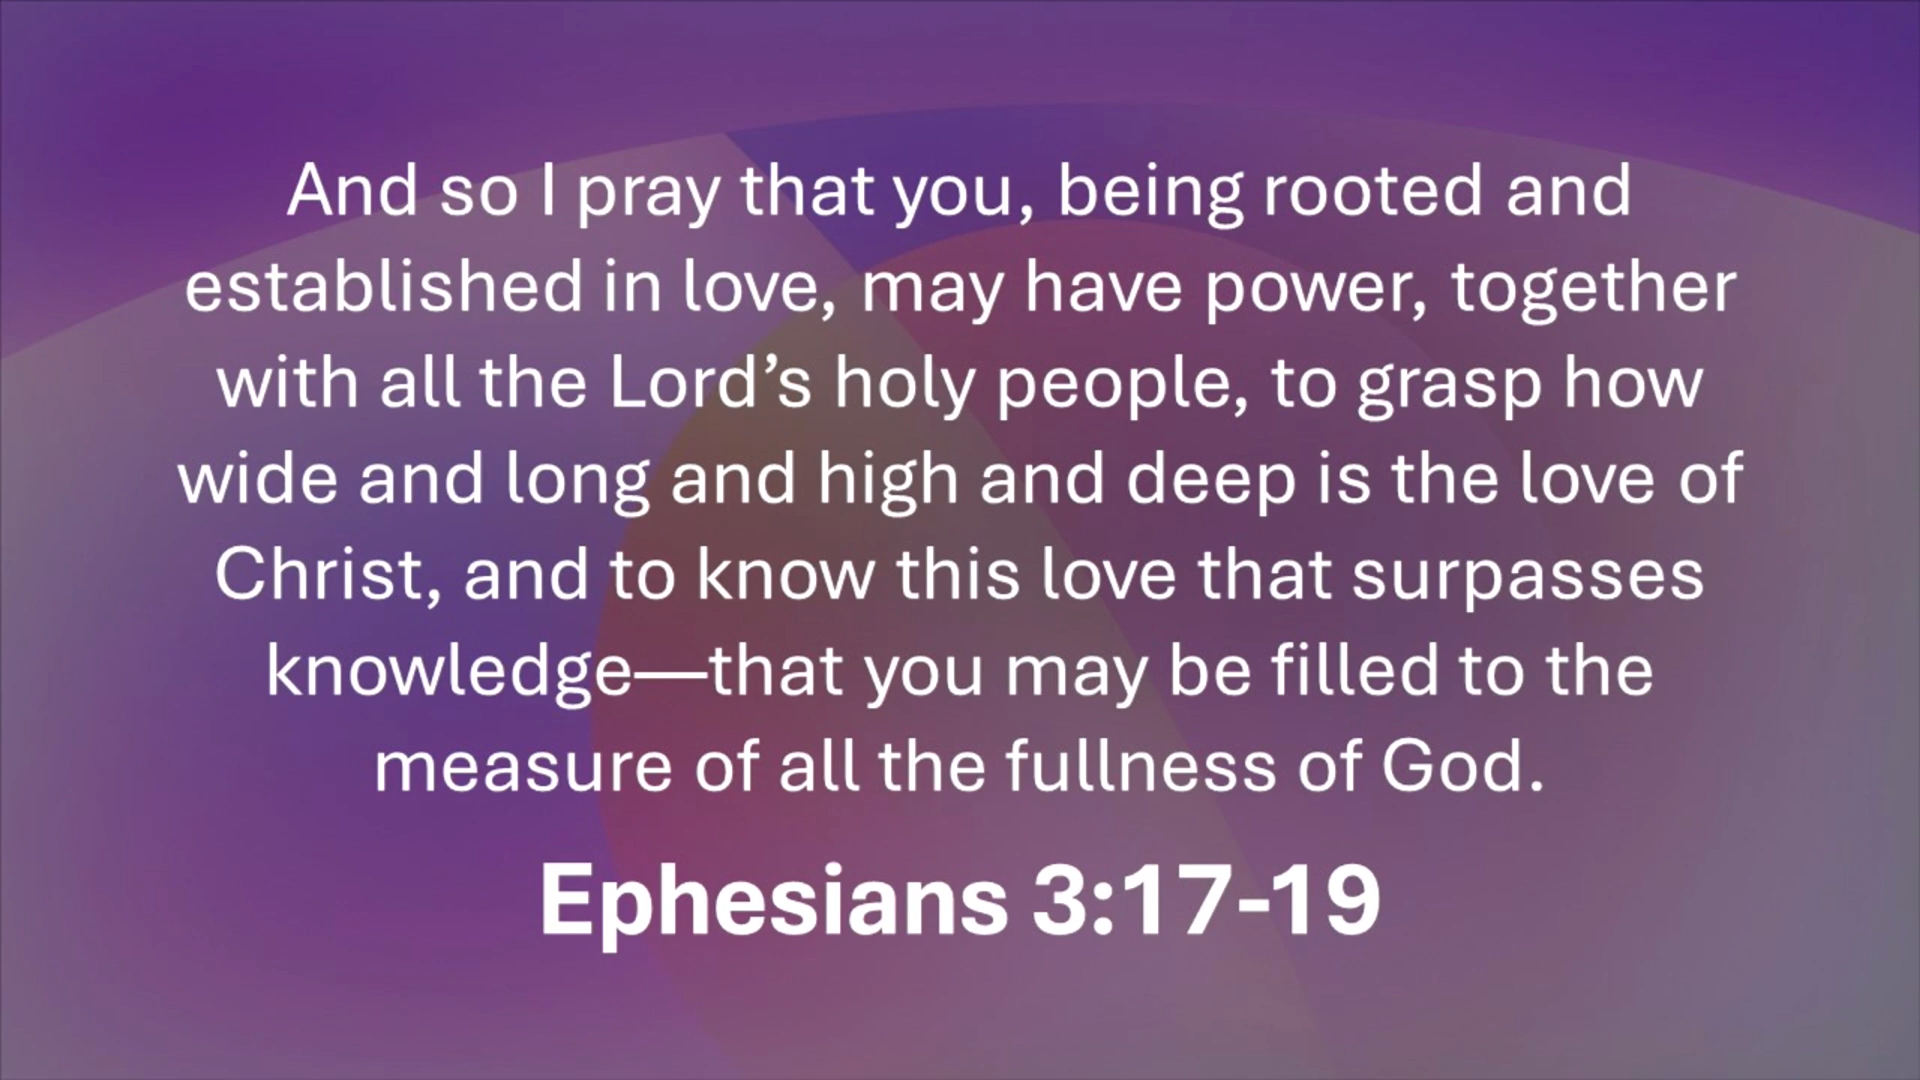 And so I pray that you, being rooted and
established in love, may have power, together
with all the Lord’s holy people, to grasp how
wide and long and high and deep is the love of
Christ, and to know this love that surpasses
knowledge—that you may be filled to the
measure of all the fullness of God.
Ephesians 3:17-19